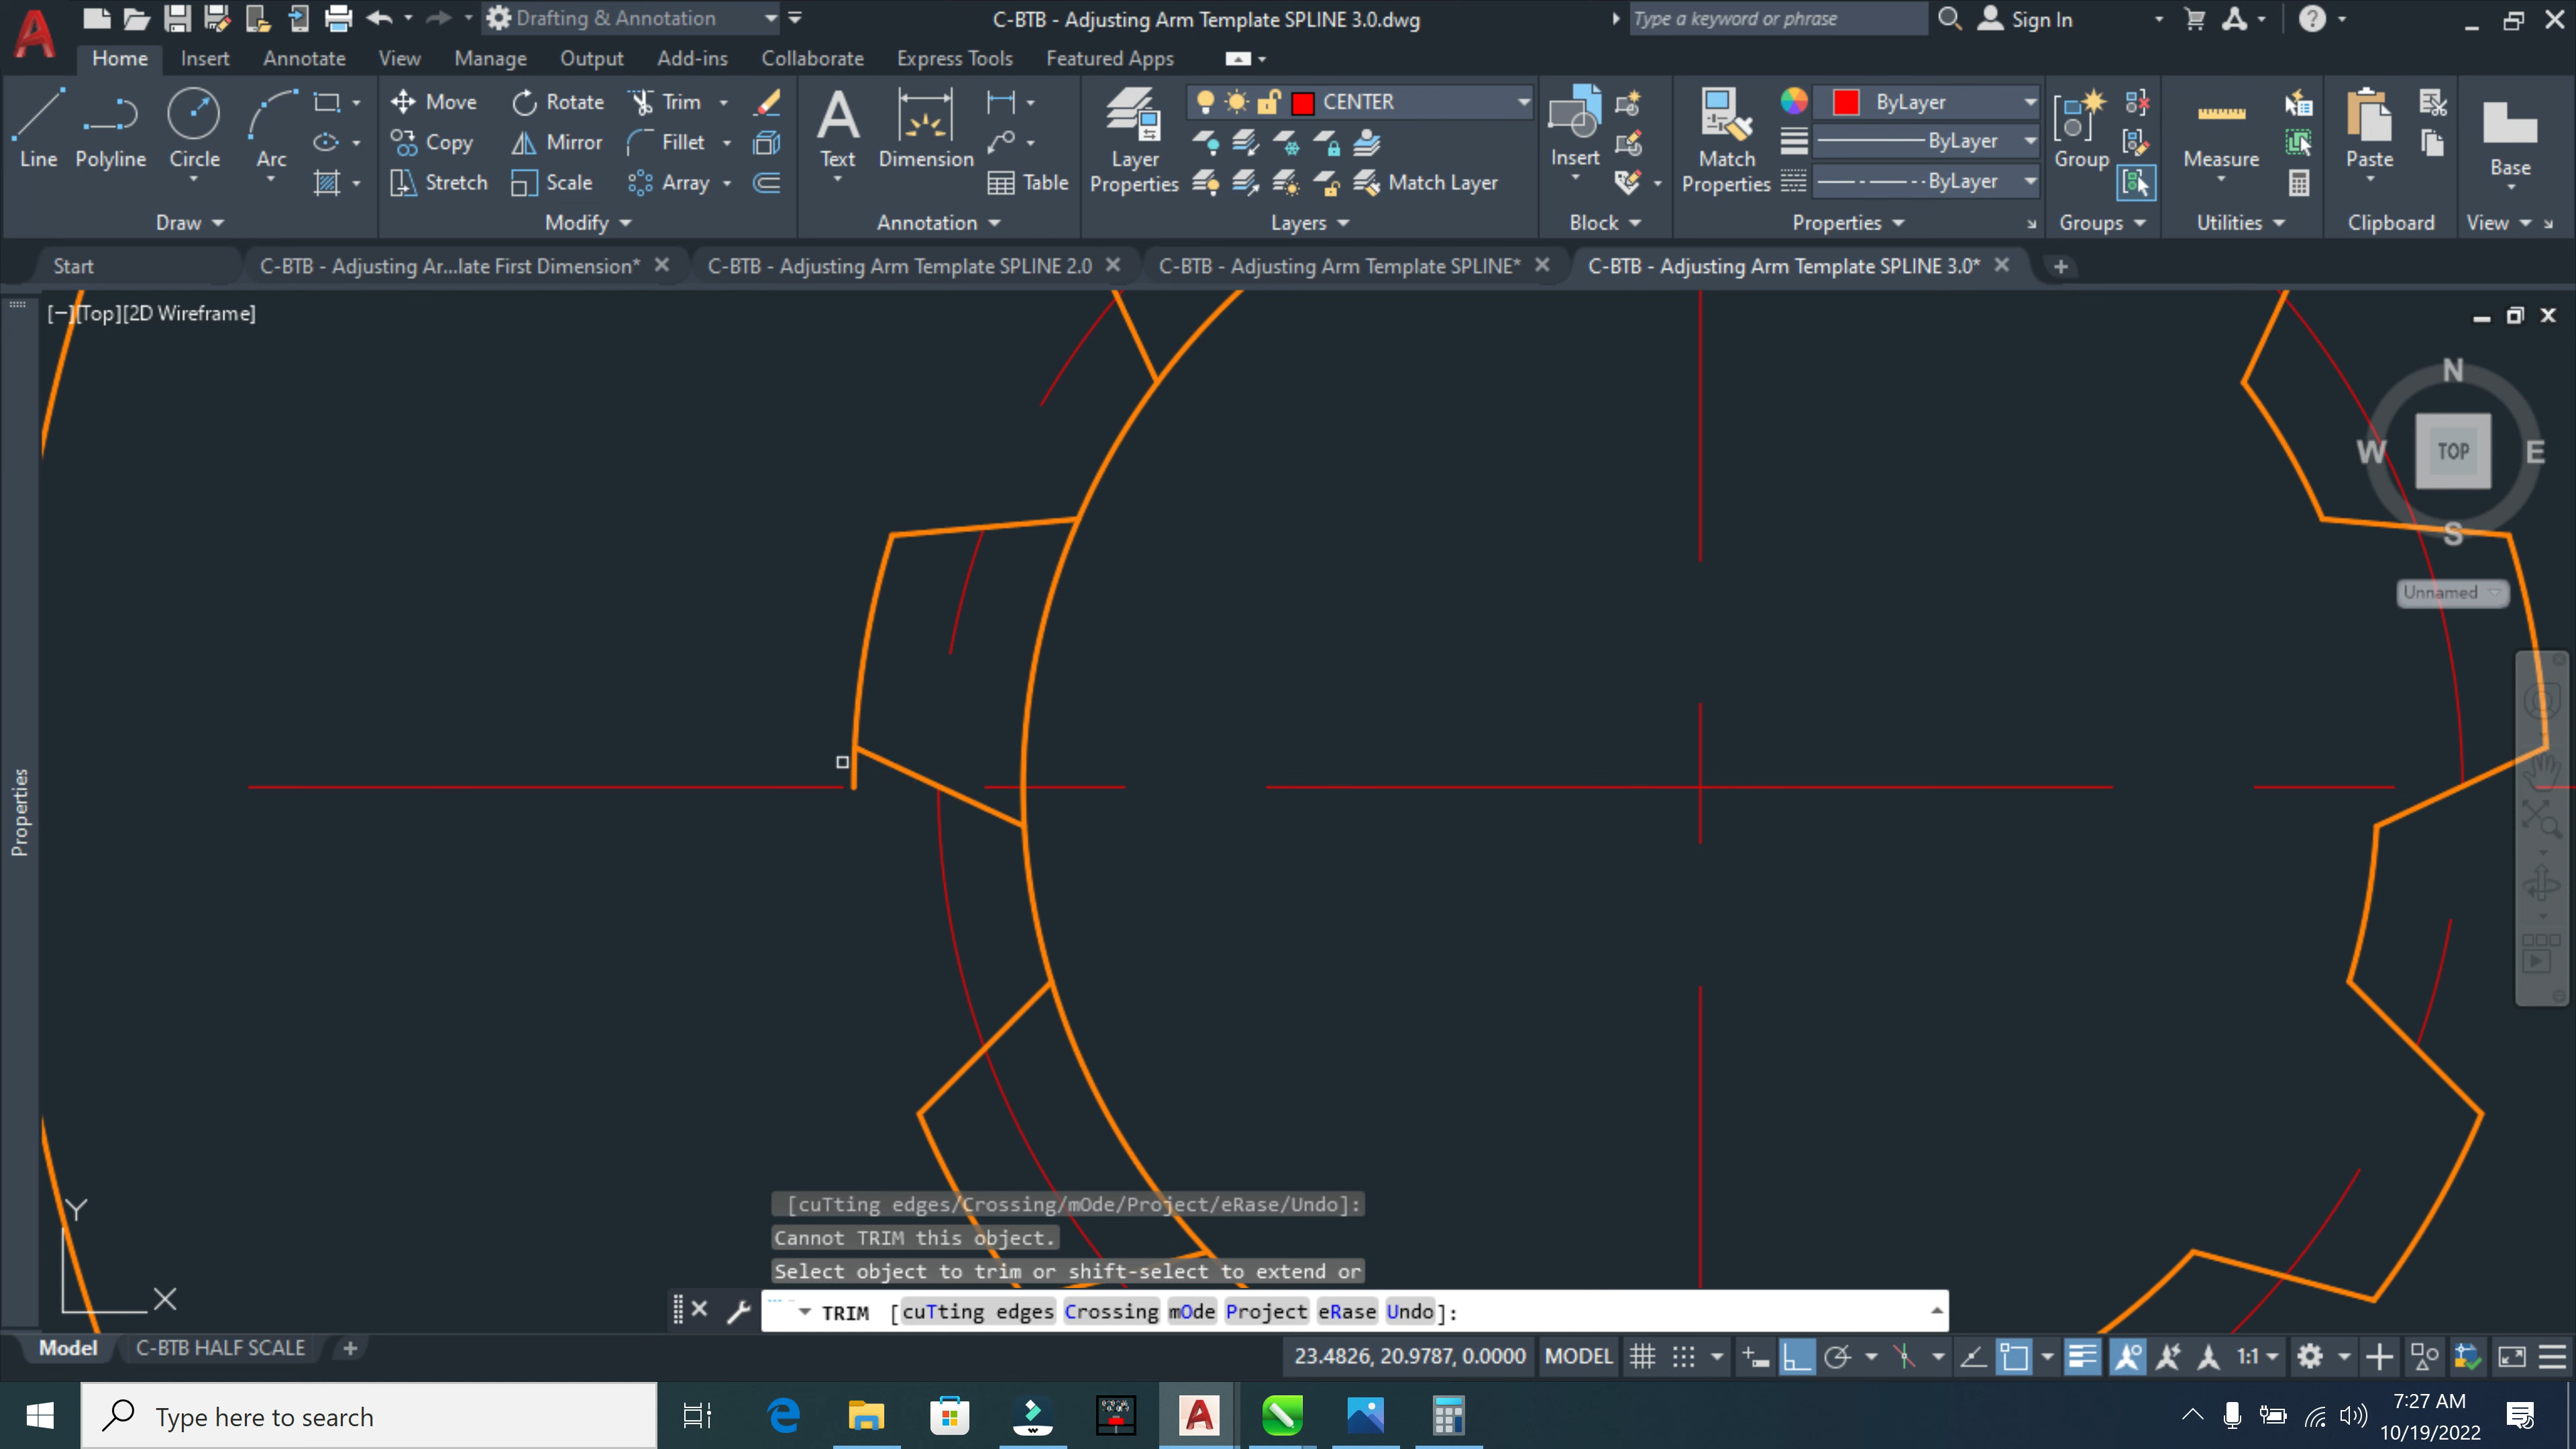 Drafting & Annotation
C-BTB - Adjusting Arm Template SPLINE 3.0.dwg
Type a keyword or phrase
Sign In
Home Insert Annotate View Manage Output Add-ins Collaborate Express Tools Featured Apps
Line
Polyline
Circle
Arc
Draw
Move
Rotate
Trim
Copy
Mirror
Fillet
Stretch
Scale
Array
Modify
A
Text
Dimension
Table
Annotation
Layer
Properties
CENTER
Match Layer
Layers
Insert
Block
Match
Properties
ByLayer
ByLayer
ByLayer
Properties
Group
Groups
Measure
Utilities
Paste
Clipboard
Base
View
Start
C-BTB - Adjusting Ar...late First Dimension*
C-BTB - Adjusting Arm Template SPLINE 2.0
C-BTB - Adjusting Arm Template SPLINE*
C-BTB - Adjusting Arm Template SPLINE 3.0*
[−][Top][2D Wireframe]
N
W TOP E
S
Unnamed
Properties
Y
X
[cuTting edges/Crossing/mOde/Project/eRase/Undo]:
Cannot TRIM this object.
Select object to trim or shift-select to extend or
TRIM [cuTting edges Crossing mOde Project eRase Undo]:
Model
C-BTB HALF SCALE
23.4826, 20.9787, 0.0000 MODEL
1:1
Type here to search
7:27 AM
10/19/2022